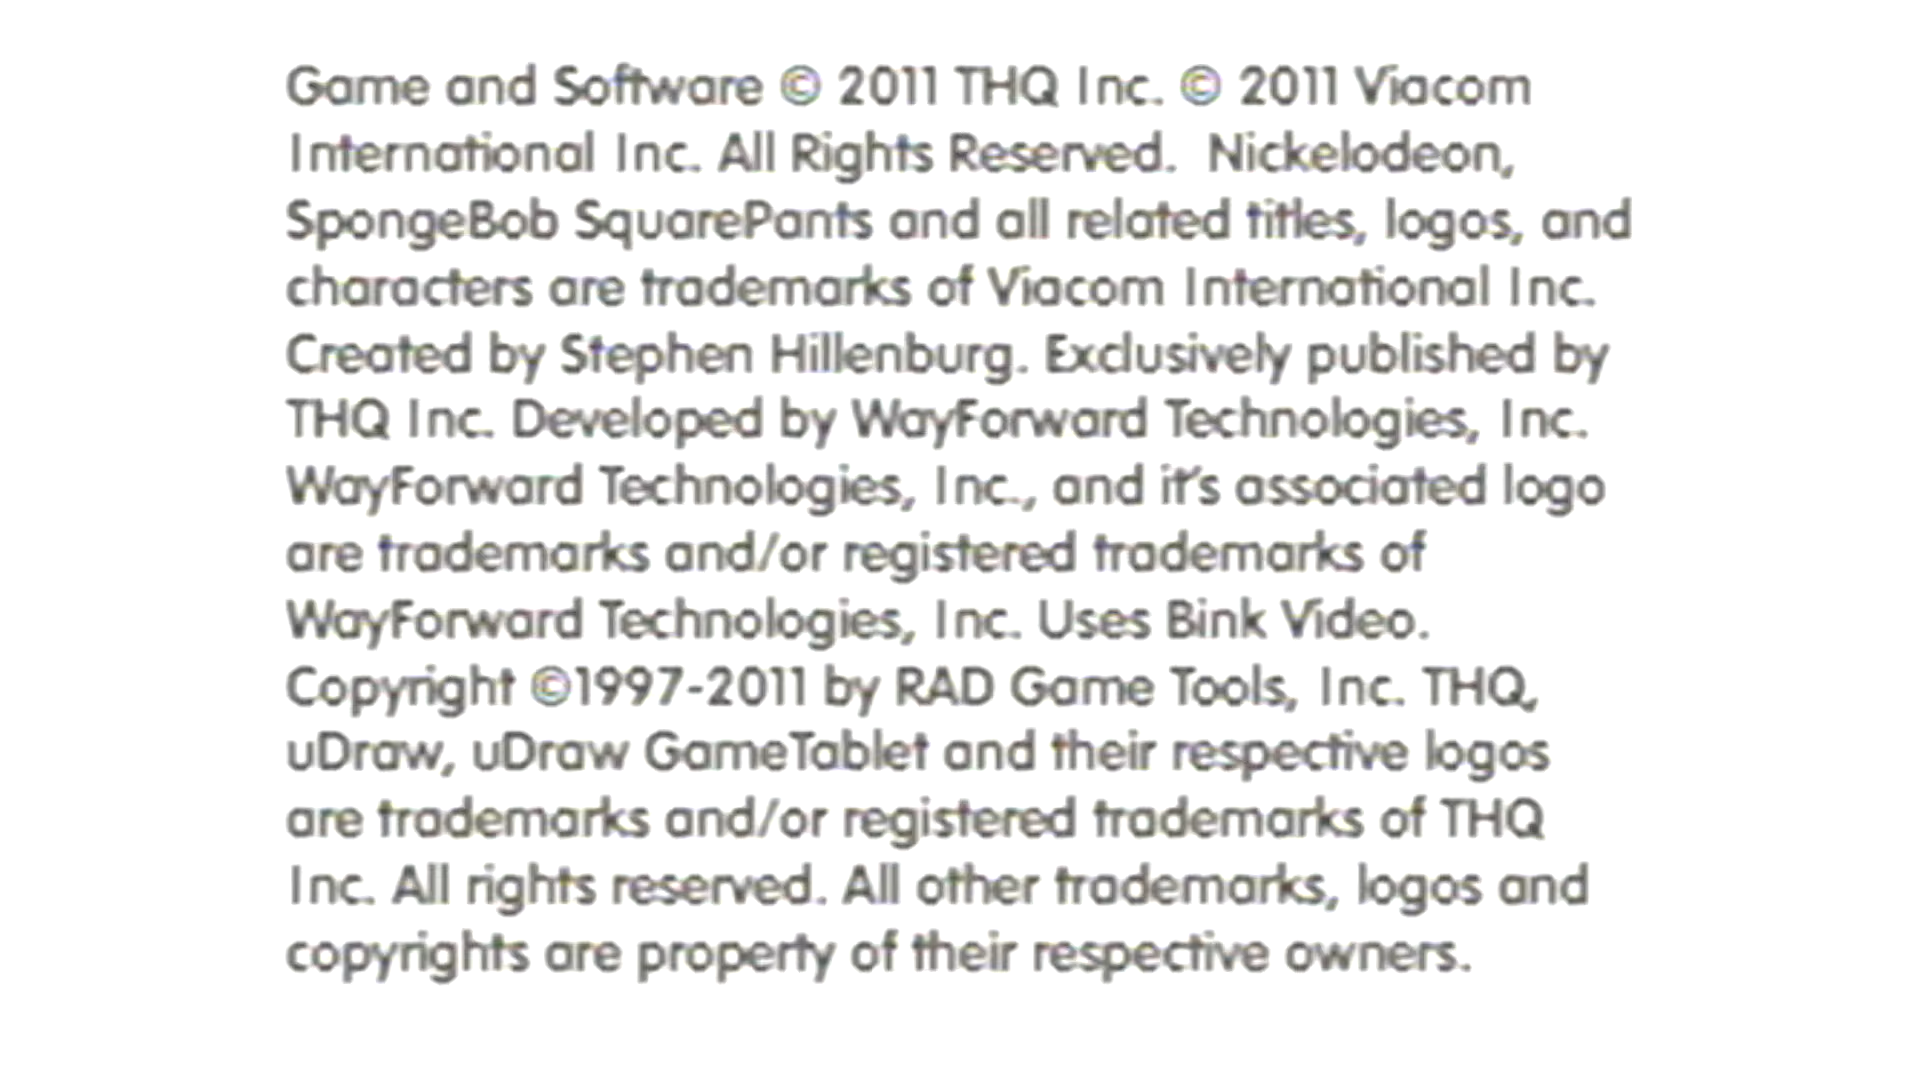 Game and Software © 2011 THQ Inc. © 2011 Viacom
International Inc. All Rights Reserved.  Nickelodeon,
SpongeBob SquarePants and all related titles, logos, and
characters are trademarks of Viacom International Inc.
Created by Stephen Hillenburg. Exclusively published by
THQ Inc. Developed by WayForward Technologies, Inc.
WayForward Technologies, Inc., and it's associated logo
are trademarks and/or registered trademarks of
WayForward Technologies, Inc. Uses Bink Video.
Copyright ©1997-2011 by RAD Game Tools, Inc. THQ,
uDraw, uDraw GameTablet and their respective logos
are trademarks and/or registered trademarks of THQ
Inc. All rights reserved. All other trademarks, logos and
copyrights are property of their respective owners.